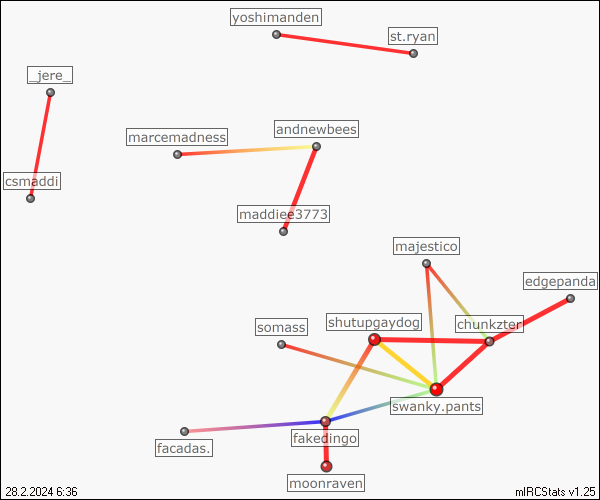 yoshimanden
st.ryan
_jere_
andnewbees
marcemadness
csmaddi
maddiee3773
majestico
edgepanda
shutupgaydog
chunkzter
somass
swanky.pants
fakedingo
facadas.
moonraven
28.2.2024 6:36
mIRCStats v1.25